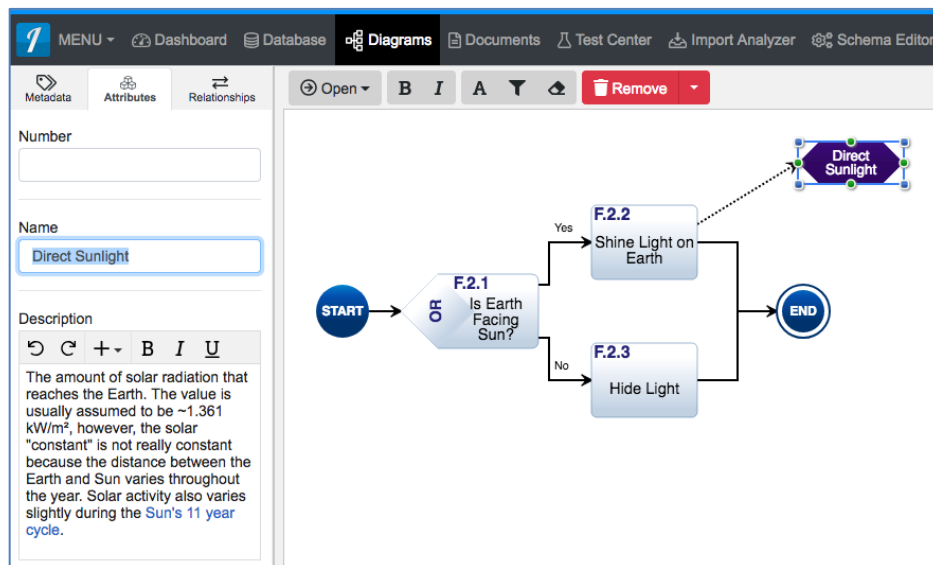 MENU Dashboard Database Diagrams Documents Test Center Import Analyzer Schema Editor
Metadata Attributes Relationships
Open B I A Remove
Number
Name
Direct Sunlight
Description
B I U
The amount of solar radiation that
reaches the Earth. The value is
usually assumed to be ~1.361
kW/m², however, the solar
"constant" is not really constant
because the distance between the
Earth and Sun varies throughout
the year. Solar activity also varies
slightly during the Sun's 11 year
cycle.
Direct
Sunlight
F.2.2
Shine Light on
Earth
Yes
START
OR
F.2.1
Is Earth
Facing
Sun?
END
No
F.2.3
Hide Light